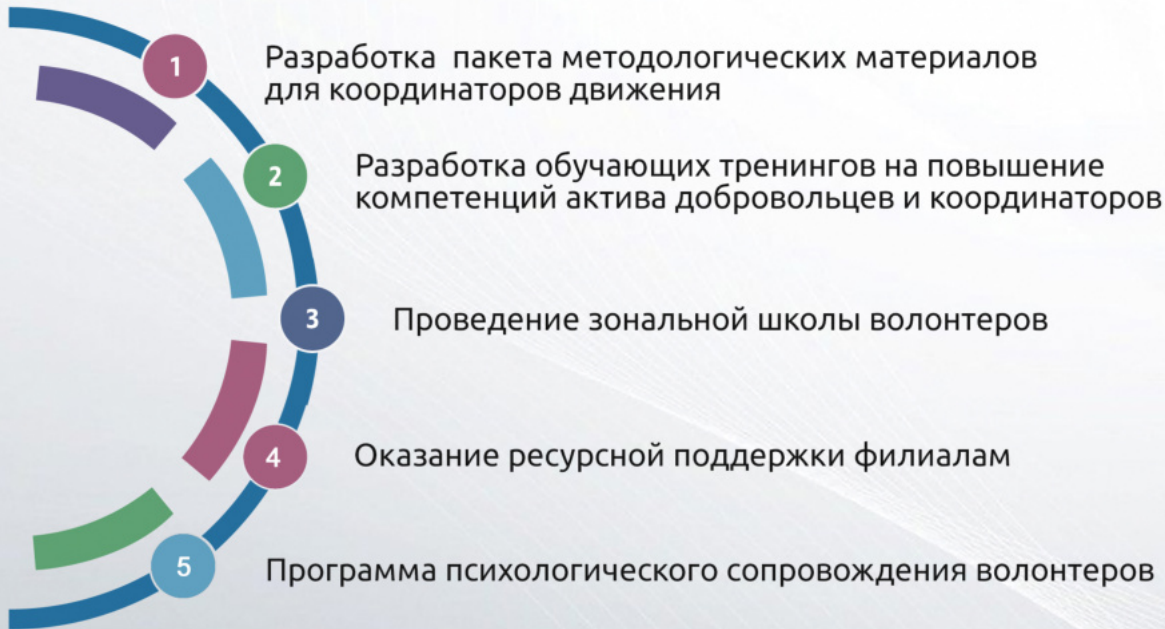 1
Разработка пакета методологических материалов
для координаторов движения
2
Разработка обучающих тренингов на повышение
компетенций актива добровольцев и координаторов
3
Проведение зональной школы волонтеров
4
Оказание ресурсной поддержки филиалам
5
Программа психологического сопровождения волонтеров